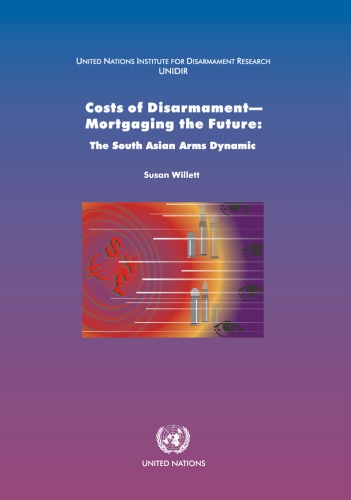 UNITED NATIONS INSTITUTE FOR DISARMAMENT RESEARCH
UNIDIR
Costs of Disarmament—
Mortgaging the Future:
The South Asian Arms Dynamic
Susan Willett
$ ¥
€ £
UNITED NATIONS